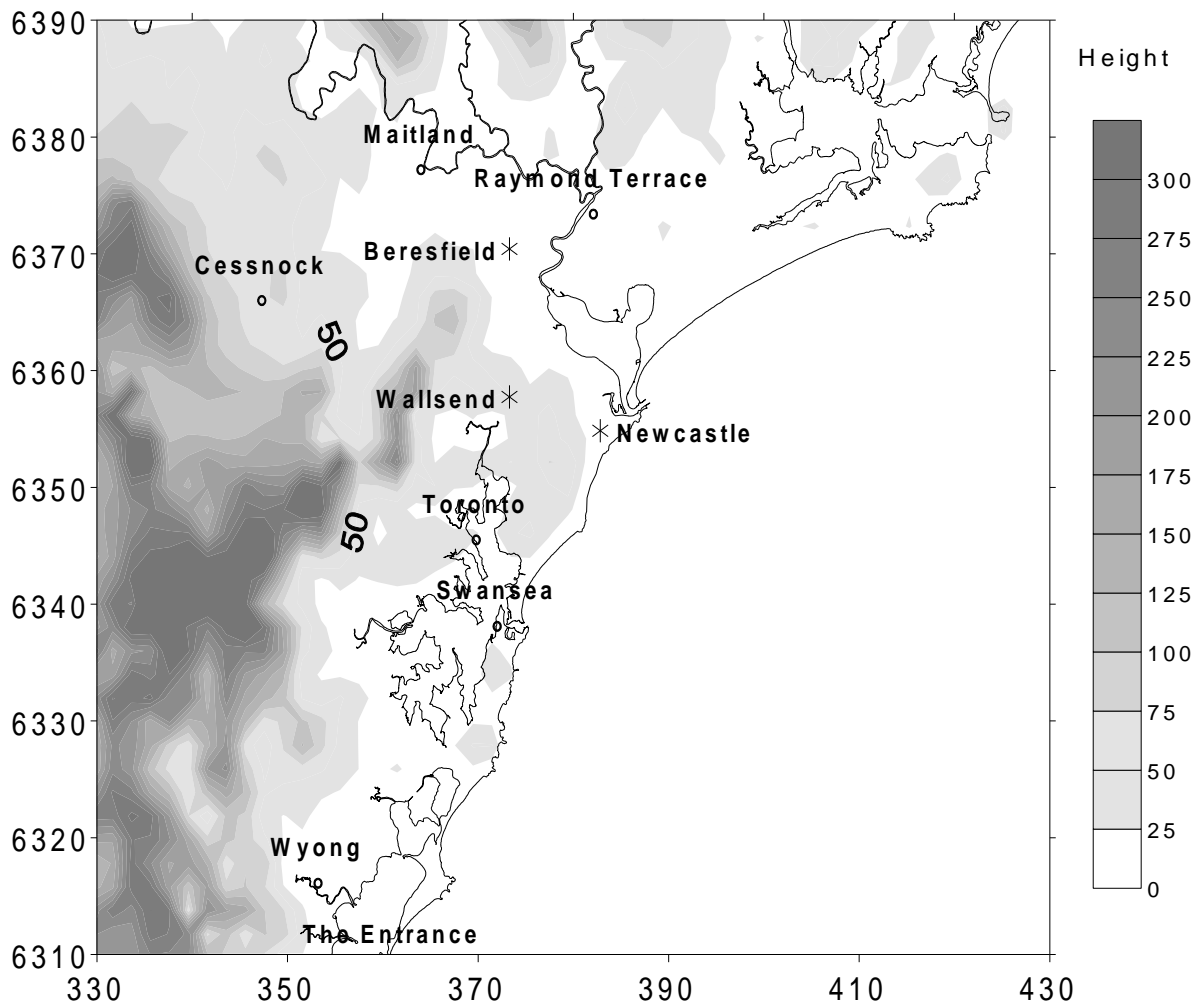 6390
Height
6380
Maitland
Raymond Terrace
300
275
6370
Beresfield
Cessnock
250
50
225
6360
Wallsend
200
Newcastle
175
6350
Toronto
50
150
125
Swansea
6340
100
75
6330
50
25
6320
Wyong
0
The Entrance
6310
330 350 370 390 410 430